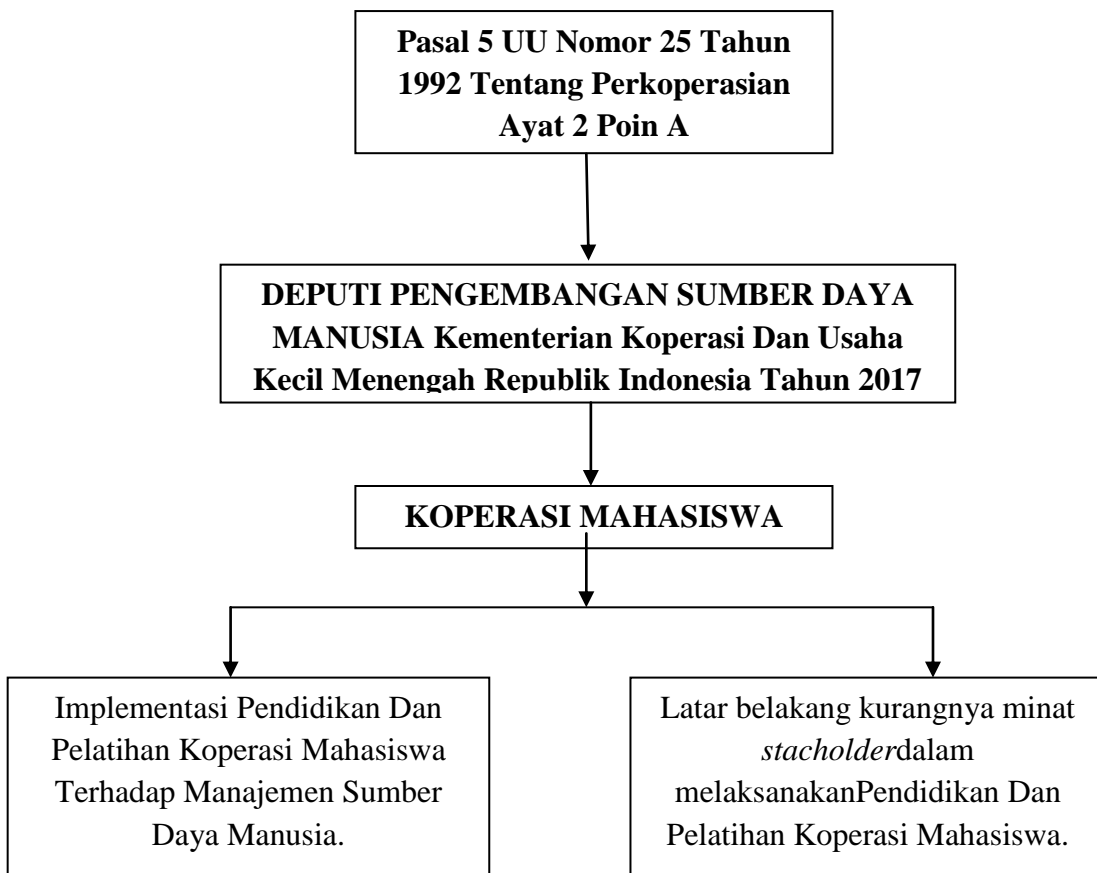 Pasal 5 UU Nomor 25 Tahun
1992 Tentang Perkoperasian
Ayat 2 Poin A
DEPUTI PENGEMBANGAN SUMBER DAYA
MANUSIA Kementerian Koperasi Dan Usaha
Kecil Menengah Republik Indonesia Tahun 2017
KOPERASI MAHASISWA
Implementasi Pendidikan Dan
Pelatihan Koperasi Mahasiswa
Terhadap Manajemen Sumber
Daya Manusia.
Latar belakang kurangnya minat
stacholderdalam
melaksanakanPendidikan Dan
Pelatihan Koperasi Mahasiswa.